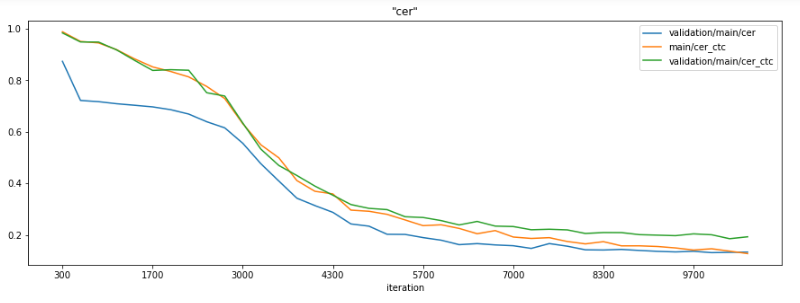 "cer"
validation/main/cer
main/cer_ctc
validation/main/cer_ctc
1.0
0.8
0.6
0.4
0.2
300 1700 3000 4300 5700 7000 8300 9700
iteration